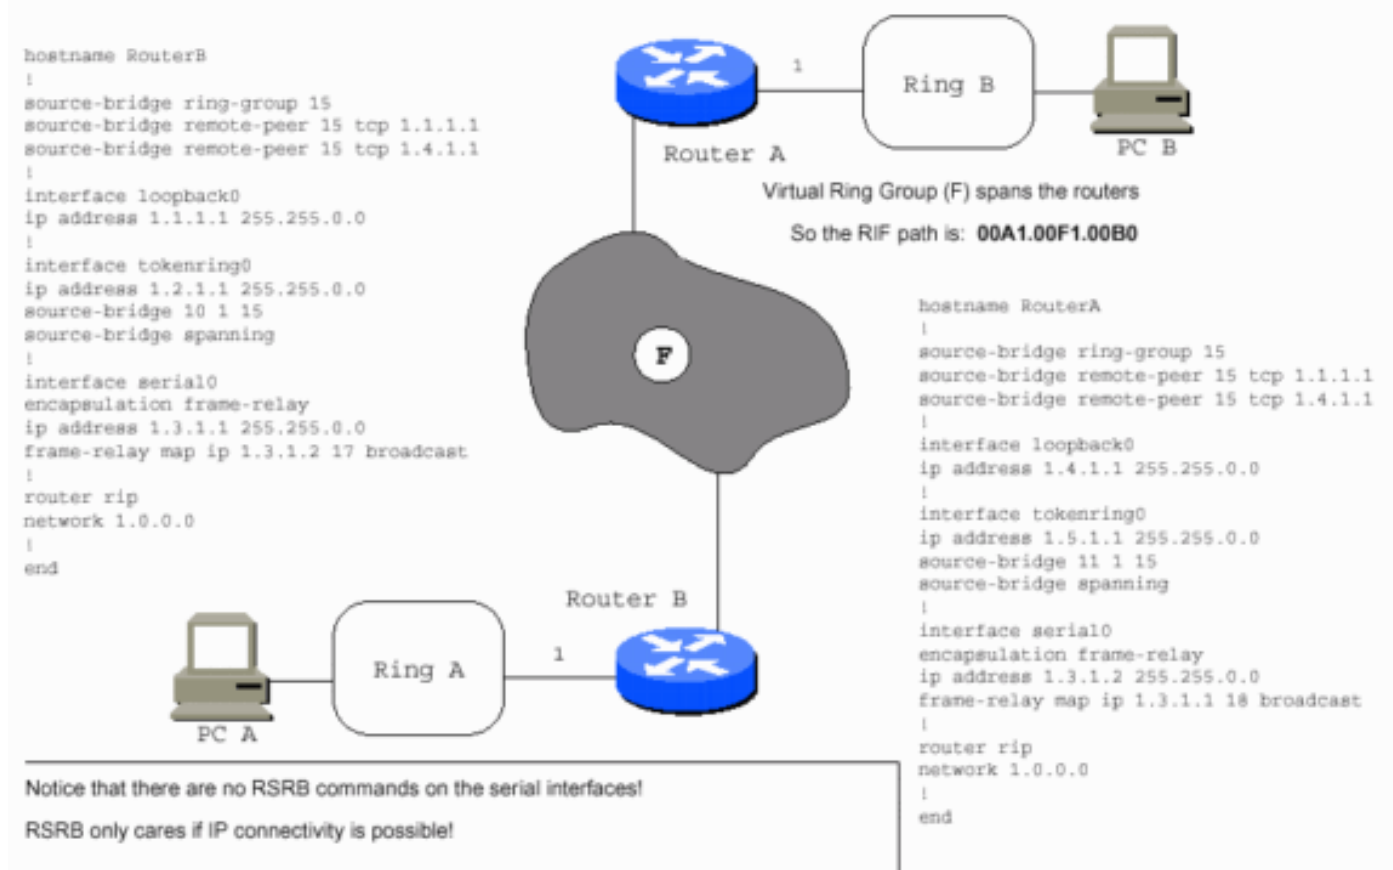 hostname RouterB
!
source-bridge ring-group 15
source-bridge remote-peer 15 tcp 1.1.1.1
source-bridge remote-peer 15 tcp 1.4.1.1
!
interface loopback0
ip address 1.1.1.1 255.255.0.0
!
interface tokenring0
ip address 1.2.1.1 255.255.0.0
source-bridge 10 1 15
source-bridge spanning
!
interface serial0
encapsulation frame-relay
ip address 1.3.1.1 255.255.0.0
frame-relay map ip 1.3.1.2 17 broadcast
!
router rip
network 1.0.0.0
!
end
1
Ring B
Router A
PC B
Virtual Ring Group (F) spans the routers
So the RIF path is: 00A1.00F1.00B0
F
hostname RouterA
!
source-bridge ring-group 15
source-bridge remote-peer 15 tcp 1.1.1.1
source-bridge remote-peer 15 tcp 1.4.1.1
!
interface loopback0
ip address 1.4.1.1 255.255.0.0
!
interface tokenring0
ip address 1.5.1.1 255.255.0.0
source-bridge 11 1 15
source-bridge spanning
!
interface serial0
encapsulation frame-relay
ip address 1.3.1.2 255.255.0.0
frame-relay map ip 1.3.1.1 18 broadcast
!
router rip
network 1.0.0.0
!
end
Router B
Ring A
1
PC A
Notice that there are no RSRB commands on the serial interfaces!
RSRB only cares if IP connectivity is possible!